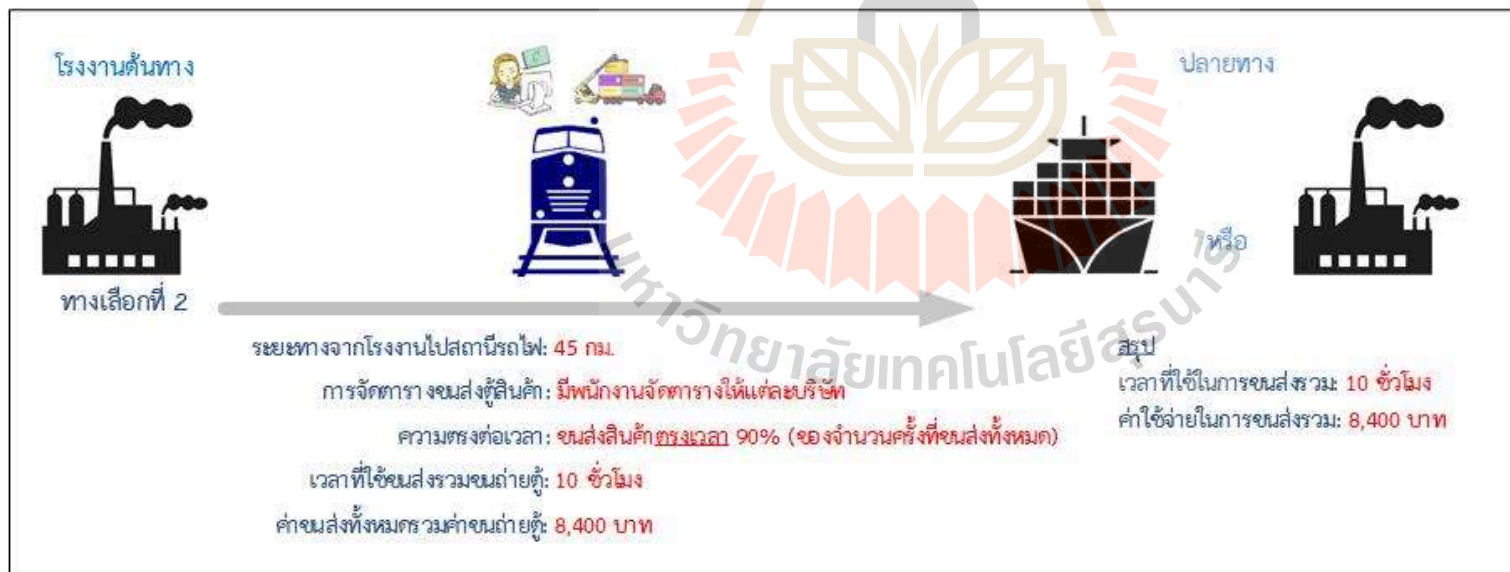 โรงงานต้นทาง
ปลายทาง
หรือ
ทางเลือกที่ 2
ระยะทางจากโรงงานไปสถานีรถไฟ: 45 กม.
การจัดตารางขนส่งตู้สินค้า: มีพนักงานจัดตารางให้แต่ละบริษัท
ความตรงต่อเวลา: ขนส่งสินค้าตรงเวลา 90% (ของจำนวนครั้งที่ขนส่งทั้งหมด)
เวลาที่ใช้ขนส่งรวมขนถ่ายตู้: 10 ชั่วโมง
ค่าขนส่งทั้งหมดรวมค่าขนถ่ายตู้: 8,400 บาท
สรุป
เวลาที่ใช้ในการขนส่งรวม: 10 ชั่วโมง
ค่าใช้จ่ายในการขนส่งรวม: 8,400 บาท
มหาวิทยาลัยเทคโนโลยีสุรนารี